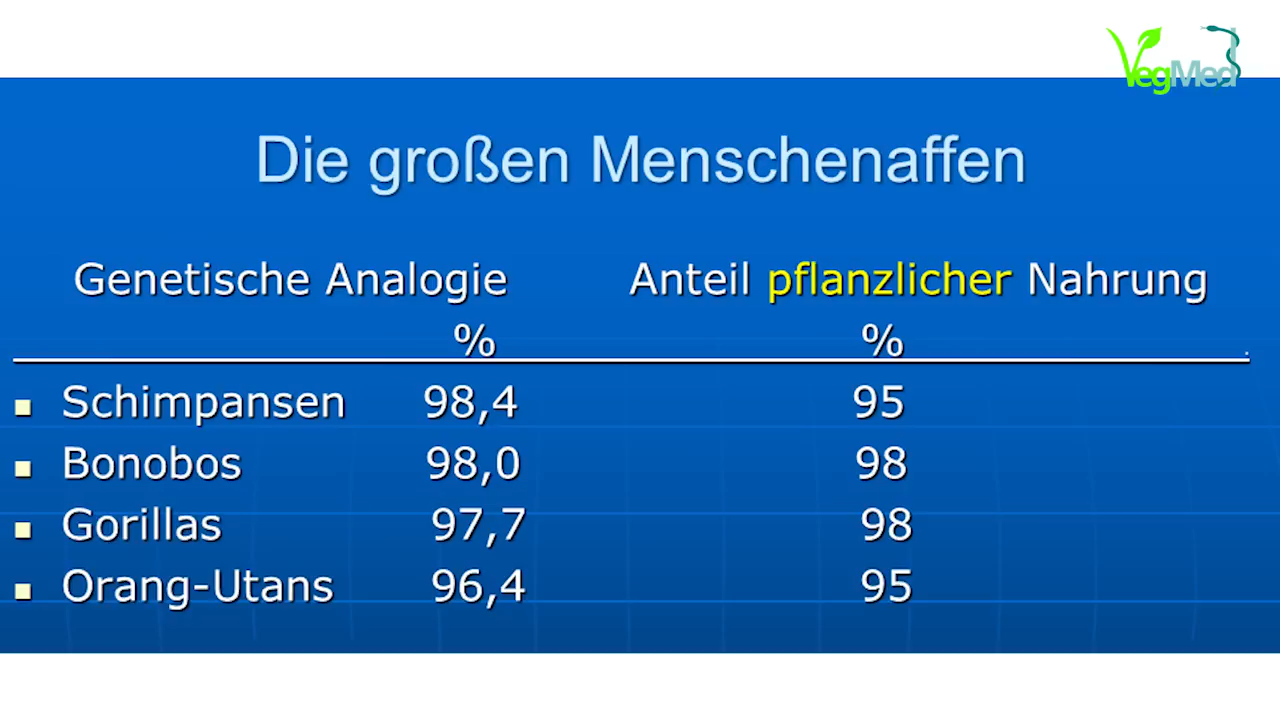 VegMed
Die großen Menschenaffen
Genetische Analogie Anteil pflanzlicher Nahrung
% % .
Schimpansen 98,4 95
Bonobos 98,0 98
Gorillas 97,7 98
Orang-Utans 96,4 95